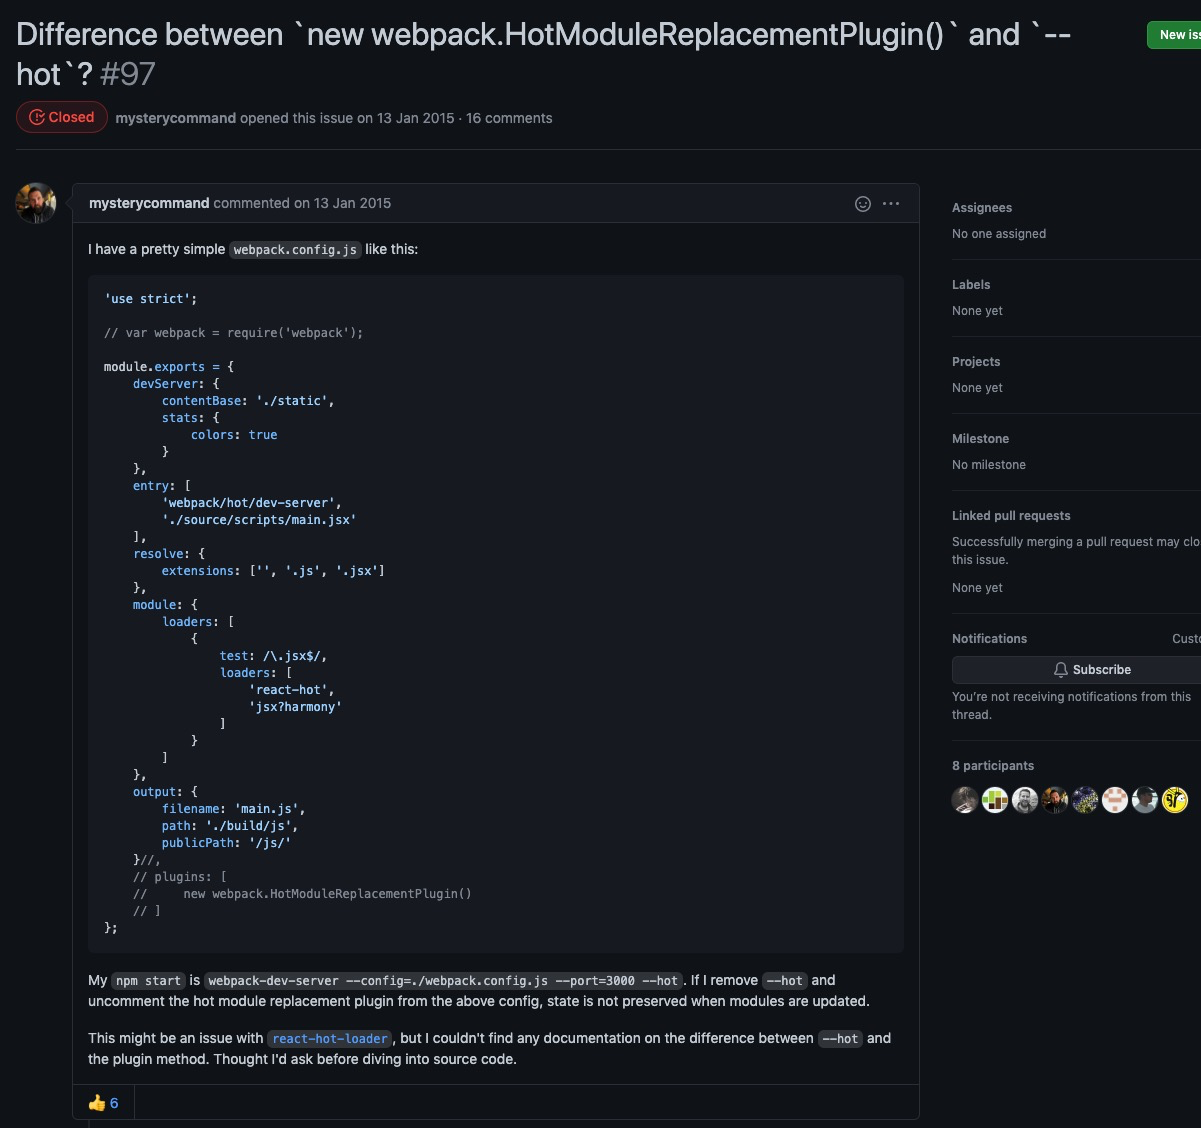 Difference between `new webpack.HotModuleReplacementPlugin()` and `--
hot`? #97
New iss
Closed mysterycommand opened this issue on 13 Jan 2015 · 16 comments
mysterycommand commented on 13 Jan 2015
I have a pretty simple webpack.config.js like this:
'use strict';
// var webpack = require('webpack');
module.exports = {
    devServer: {
        contentBase: './static',
        stats: {
            colors: true
        }
    },
    entry: [
        'webpack/hot/dev-server',
        './source/scripts/main.jsx'
    ],
    resolve: {
        extensions: ['', '.js', '.jsx']
    },
    module: {
        loaders: [
            {
                test: /\.jsx$/,
                loaders: [
                    'react-hot',
                    'jsx?harmony'
                ]
            }
        ]
    },
    output: {
        filename: 'main.js',
        path: './build/js',
        publicPath: '/js/'
    }//,
    // plugins: [
    //     new webpack.HotModuleReplacementPlugin()
    // ]
};
My npm start is webpack-dev-server --config=./webpack.config.js --port=3000 --hot. If I remove --hot and
uncomment the hot module replacement plugin from the above config, state is not preserved when modules are updated.
This might be an issue with react-hot-loader, but I couldn't find any documentation on the difference between --hot and
the plugin method. Thought I'd ask before diving into source code.
👍 6
Assignees
No one assigned
Labels
None yet
Projects
None yet
Milestone
No milestone
Linked pull requests
Successfully merging a pull request may clo
this issue.
None yet
Notifications Custo
Subscribe
You're not receiving notifications from this
thread.
8 participants